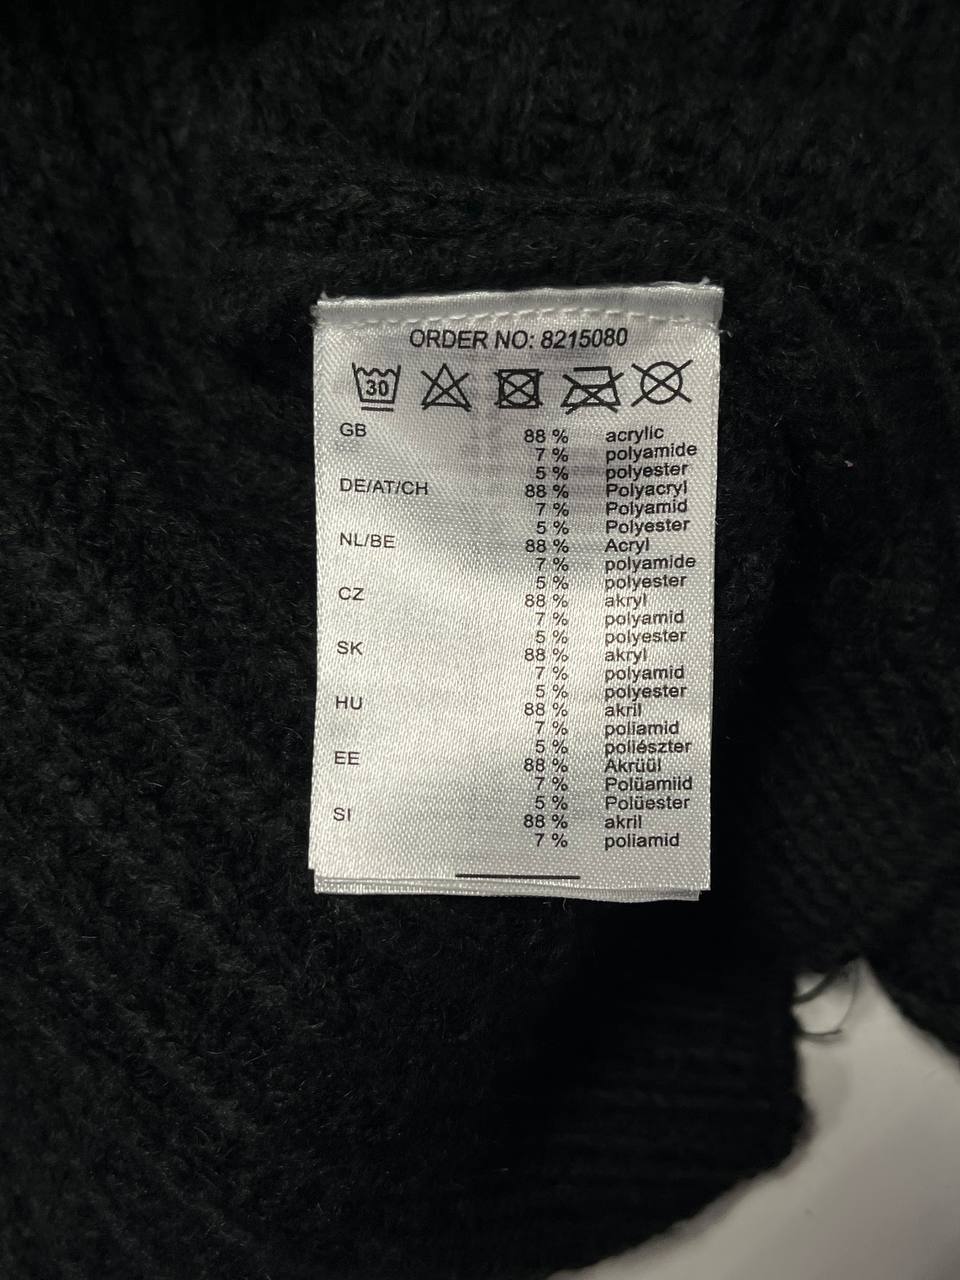 ORDER NO: 8215080
30
GB 88 % acrylic
7 % polyamide
5 % polyester
DE/AT/CH 88 % Polyacryl
7 % Polyamid
5 % Polyester
NL/BE 88 % Acryl
7 % polyamide
5 % polyester
CZ 88 % akryl
7 % polyamid
5 % polyester
SK 88 % akryl
7 % polyamid
5 % polyester
HU 88 % akril
7 % poliamid
5 % poliészter
EE 88 % Akrüül
7 % Polüamiid
5 % Polüester
SI 88 % akril
7 % poliamid